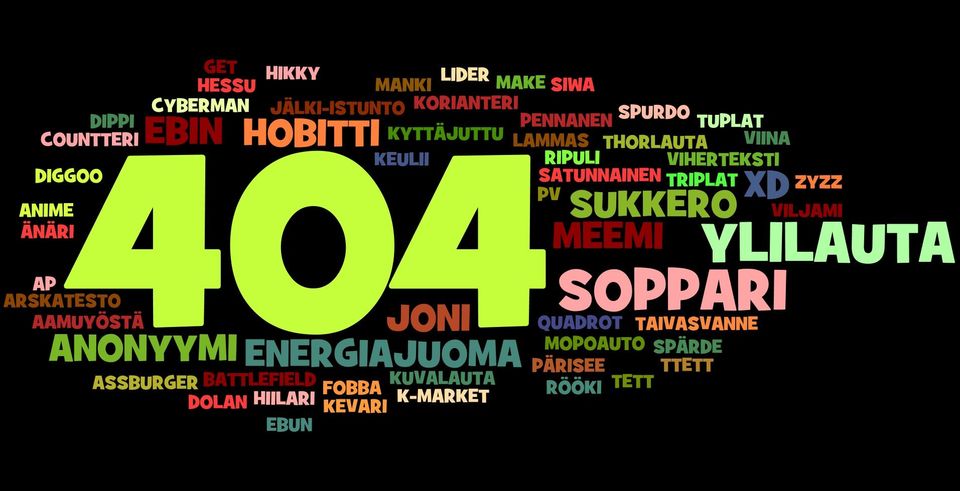 GET
HIKKY
LIDER
HESSU
MANKI
MAKE
SIWA
CYBERMAN
JÄLKI-ISTUNTO
KORIANTERI
SPURDO
DIPPI
PENNANEN
TUPLAT
COUNTTERI
EBIN
HOBITTI
KYTTÄJUTTU
LAMMAS
THORLAUTA
VIINA
KEULII
RIPULI
VIHERTEKSTI
DIGGOO
SATUNNAINEN
TRIPLAT
XD
ZYZZ
PV
SUKKERO
ANIME
VILJAMI
ÄNÄRI
404
MEEMI
YLILAUTA
AP
SOPPARI
ARSKATESTO
AAMUYÖSTÄ
JONI
QUADROT
TAIVASVANNE
ANONYYMI
ENERGIAJUOMA
MOPOAUTO
SPÄRDE
PÄRISEE
TTETT
ASSBURGER
BATTLEFIELD
KUVALAUTA
RÖÖKI
TETT
DOLAN
HIILARI
FOBBA
K-MARKET
KEVARI
EBUN